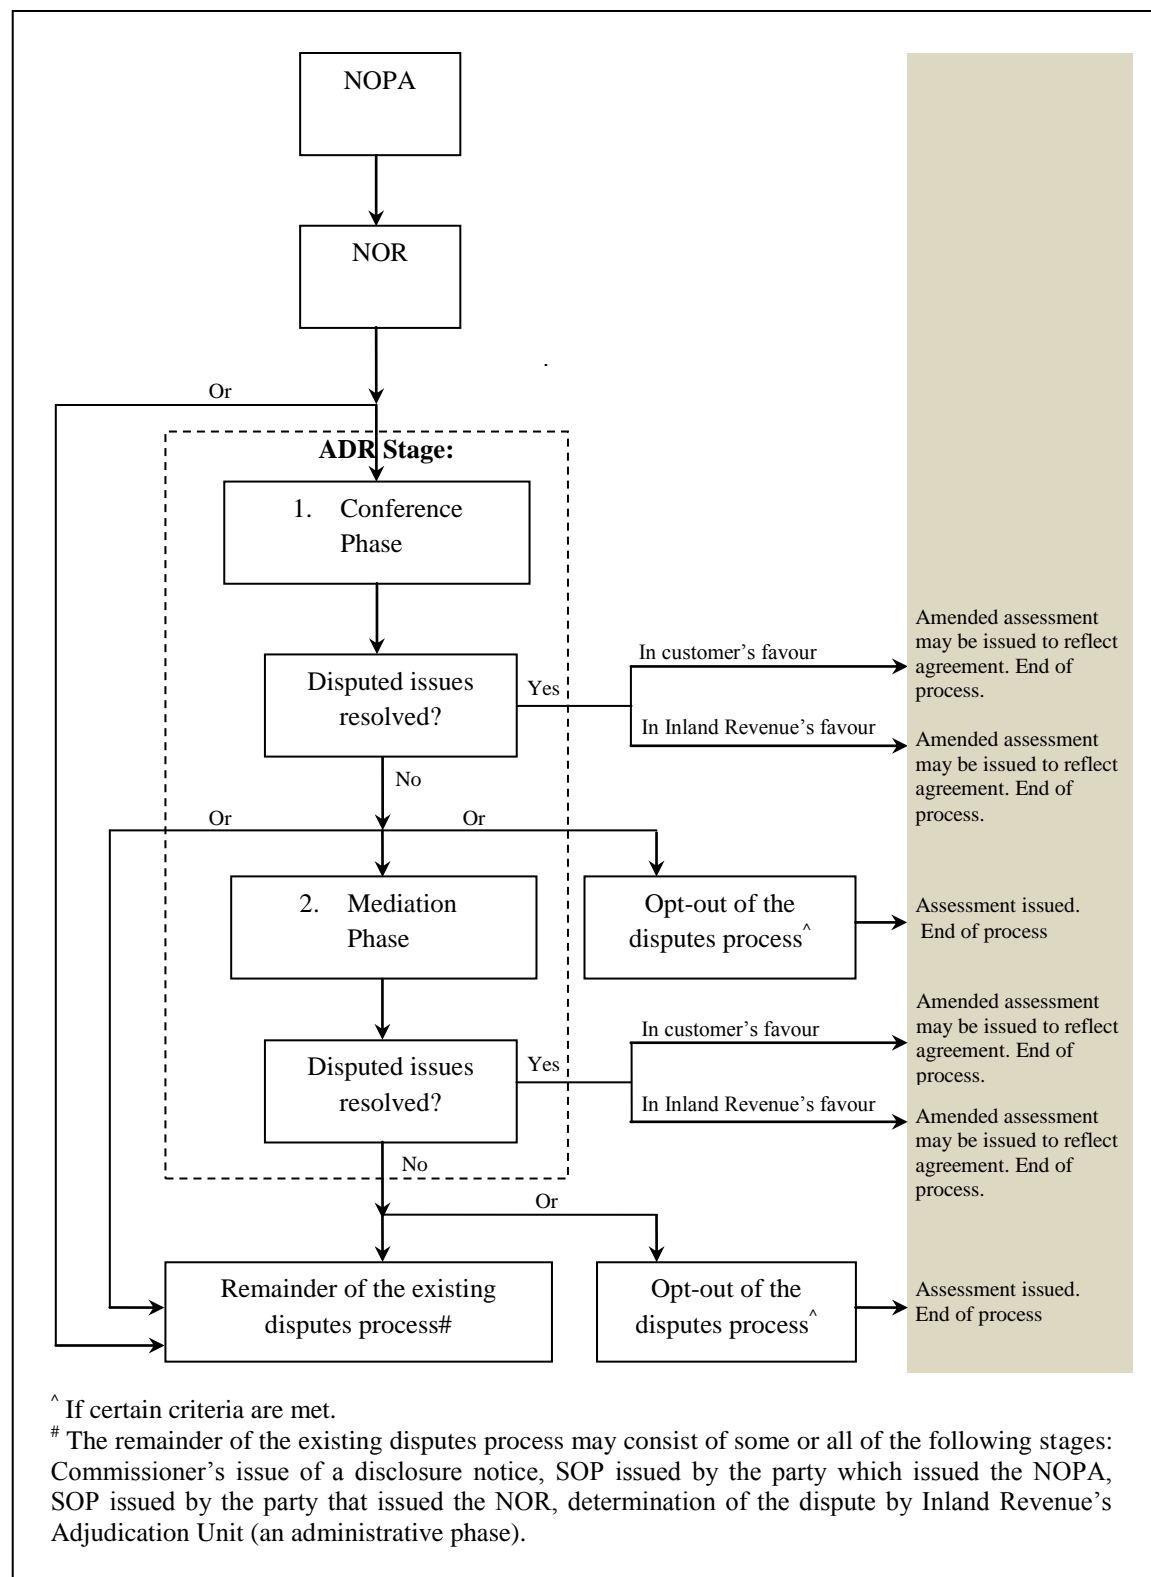 NOPA
NOR
.
Or
ADR Stage:
1. Conference
Phase
Disputed issues
resolved?
Yes
In customer’s favour
Amended assessment
may be issued to reflect
agreement. End of
process.
In Inland Revenue’s favour
Amended assessment
may be issued to reflect
agreement. End of
process.
No
Or
Or
2. Mediation
Phase
Opt-out of the
disputes process^
Assessment issued.
End of process
Disputed issues
resolved?
Yes
In customer’s favour
Amended assessment
may be issued to reflect
agreement. End of
process.
In Inland Revenue’s favour
Amended assessment
may be issued to reflect
agreement. End of
process.
No
Or
Remainder of the existing
disputes process#
Opt-out of the
disputes process^
Assessment issued.
End of process
^ If certain criteria are met.
# The remainder of the existing disputes process may consist of some or all of the following stages:
Commissioner’s issue of a disclosure notice, SOP issued by the party which issued the NOPA,
SOP issued by the party that issued the NOR, determination of the dispute by Inland Revenue’s
Adjudication Unit (an administrative phase).